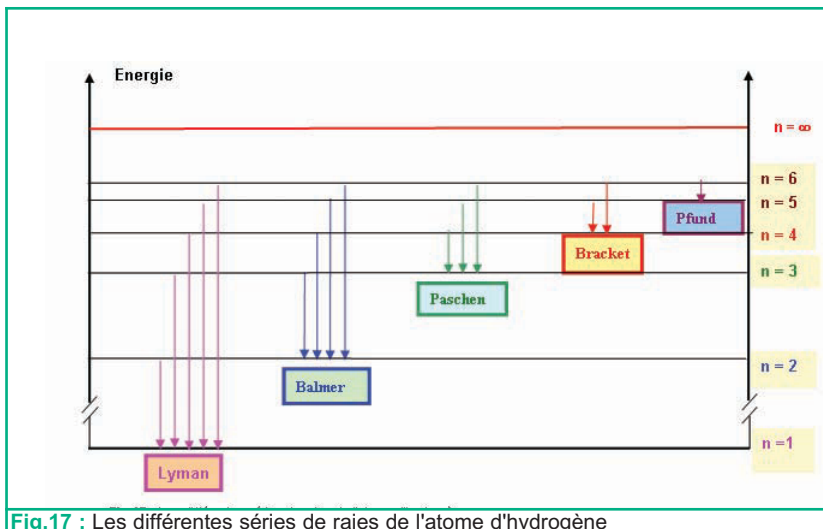 Energie
n = ∞
n = 6
n = 5
Pfund
n = 4
Bracket
n = 3
Paschen
n = 2
Balmer
n =1
Lyman
Fig.17 : Les différentes séries de raies de l'atome d'hydrogène